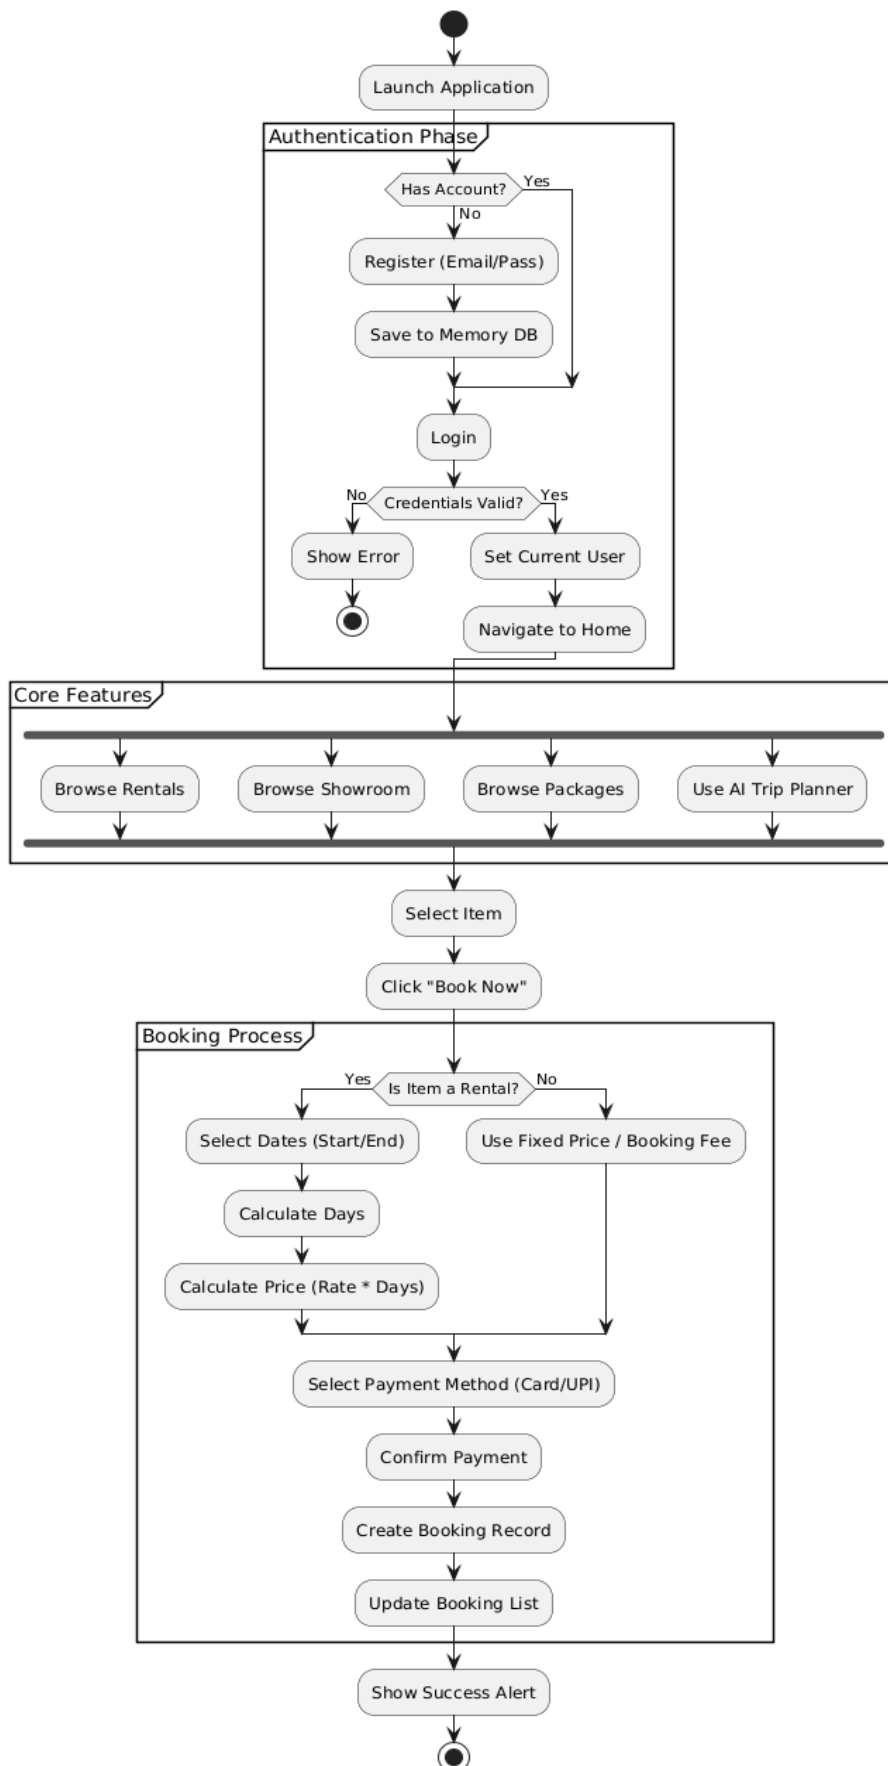 Launch Application
Authentication Phase
Has Account?
Yes
No
Register (Email/Pass)
Save to Memory DB
Login
No
Credentials Valid?
Yes
Show Error
Set Current User
Navigate to Home
Core Features
Browse Rentals
Browse Showroom
Browse Packages
Use AI Trip Planner
Select Item
Click "Book Now"
Booking Process
Yes
Is Item a Rental?
No
Select Dates (Start/End)
Use Fixed Price / Booking Fee
Calculate Days
Calculate Price (Rate * Days)
Select Payment Method (Card/UPI)
Confirm Payment
Create Booking Record
Update Booking List
Show Success Alert